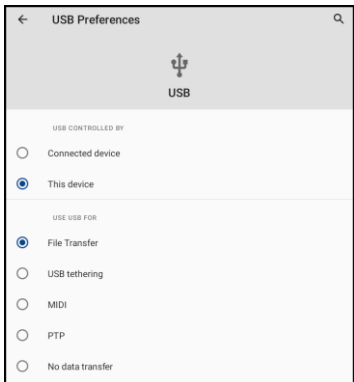 USB Preferences
USB
USB CONTROLLED BY
Connected device
This device
USE USB FOR
File Transfer
USB tethering
MIDI
PTP
No data transfer